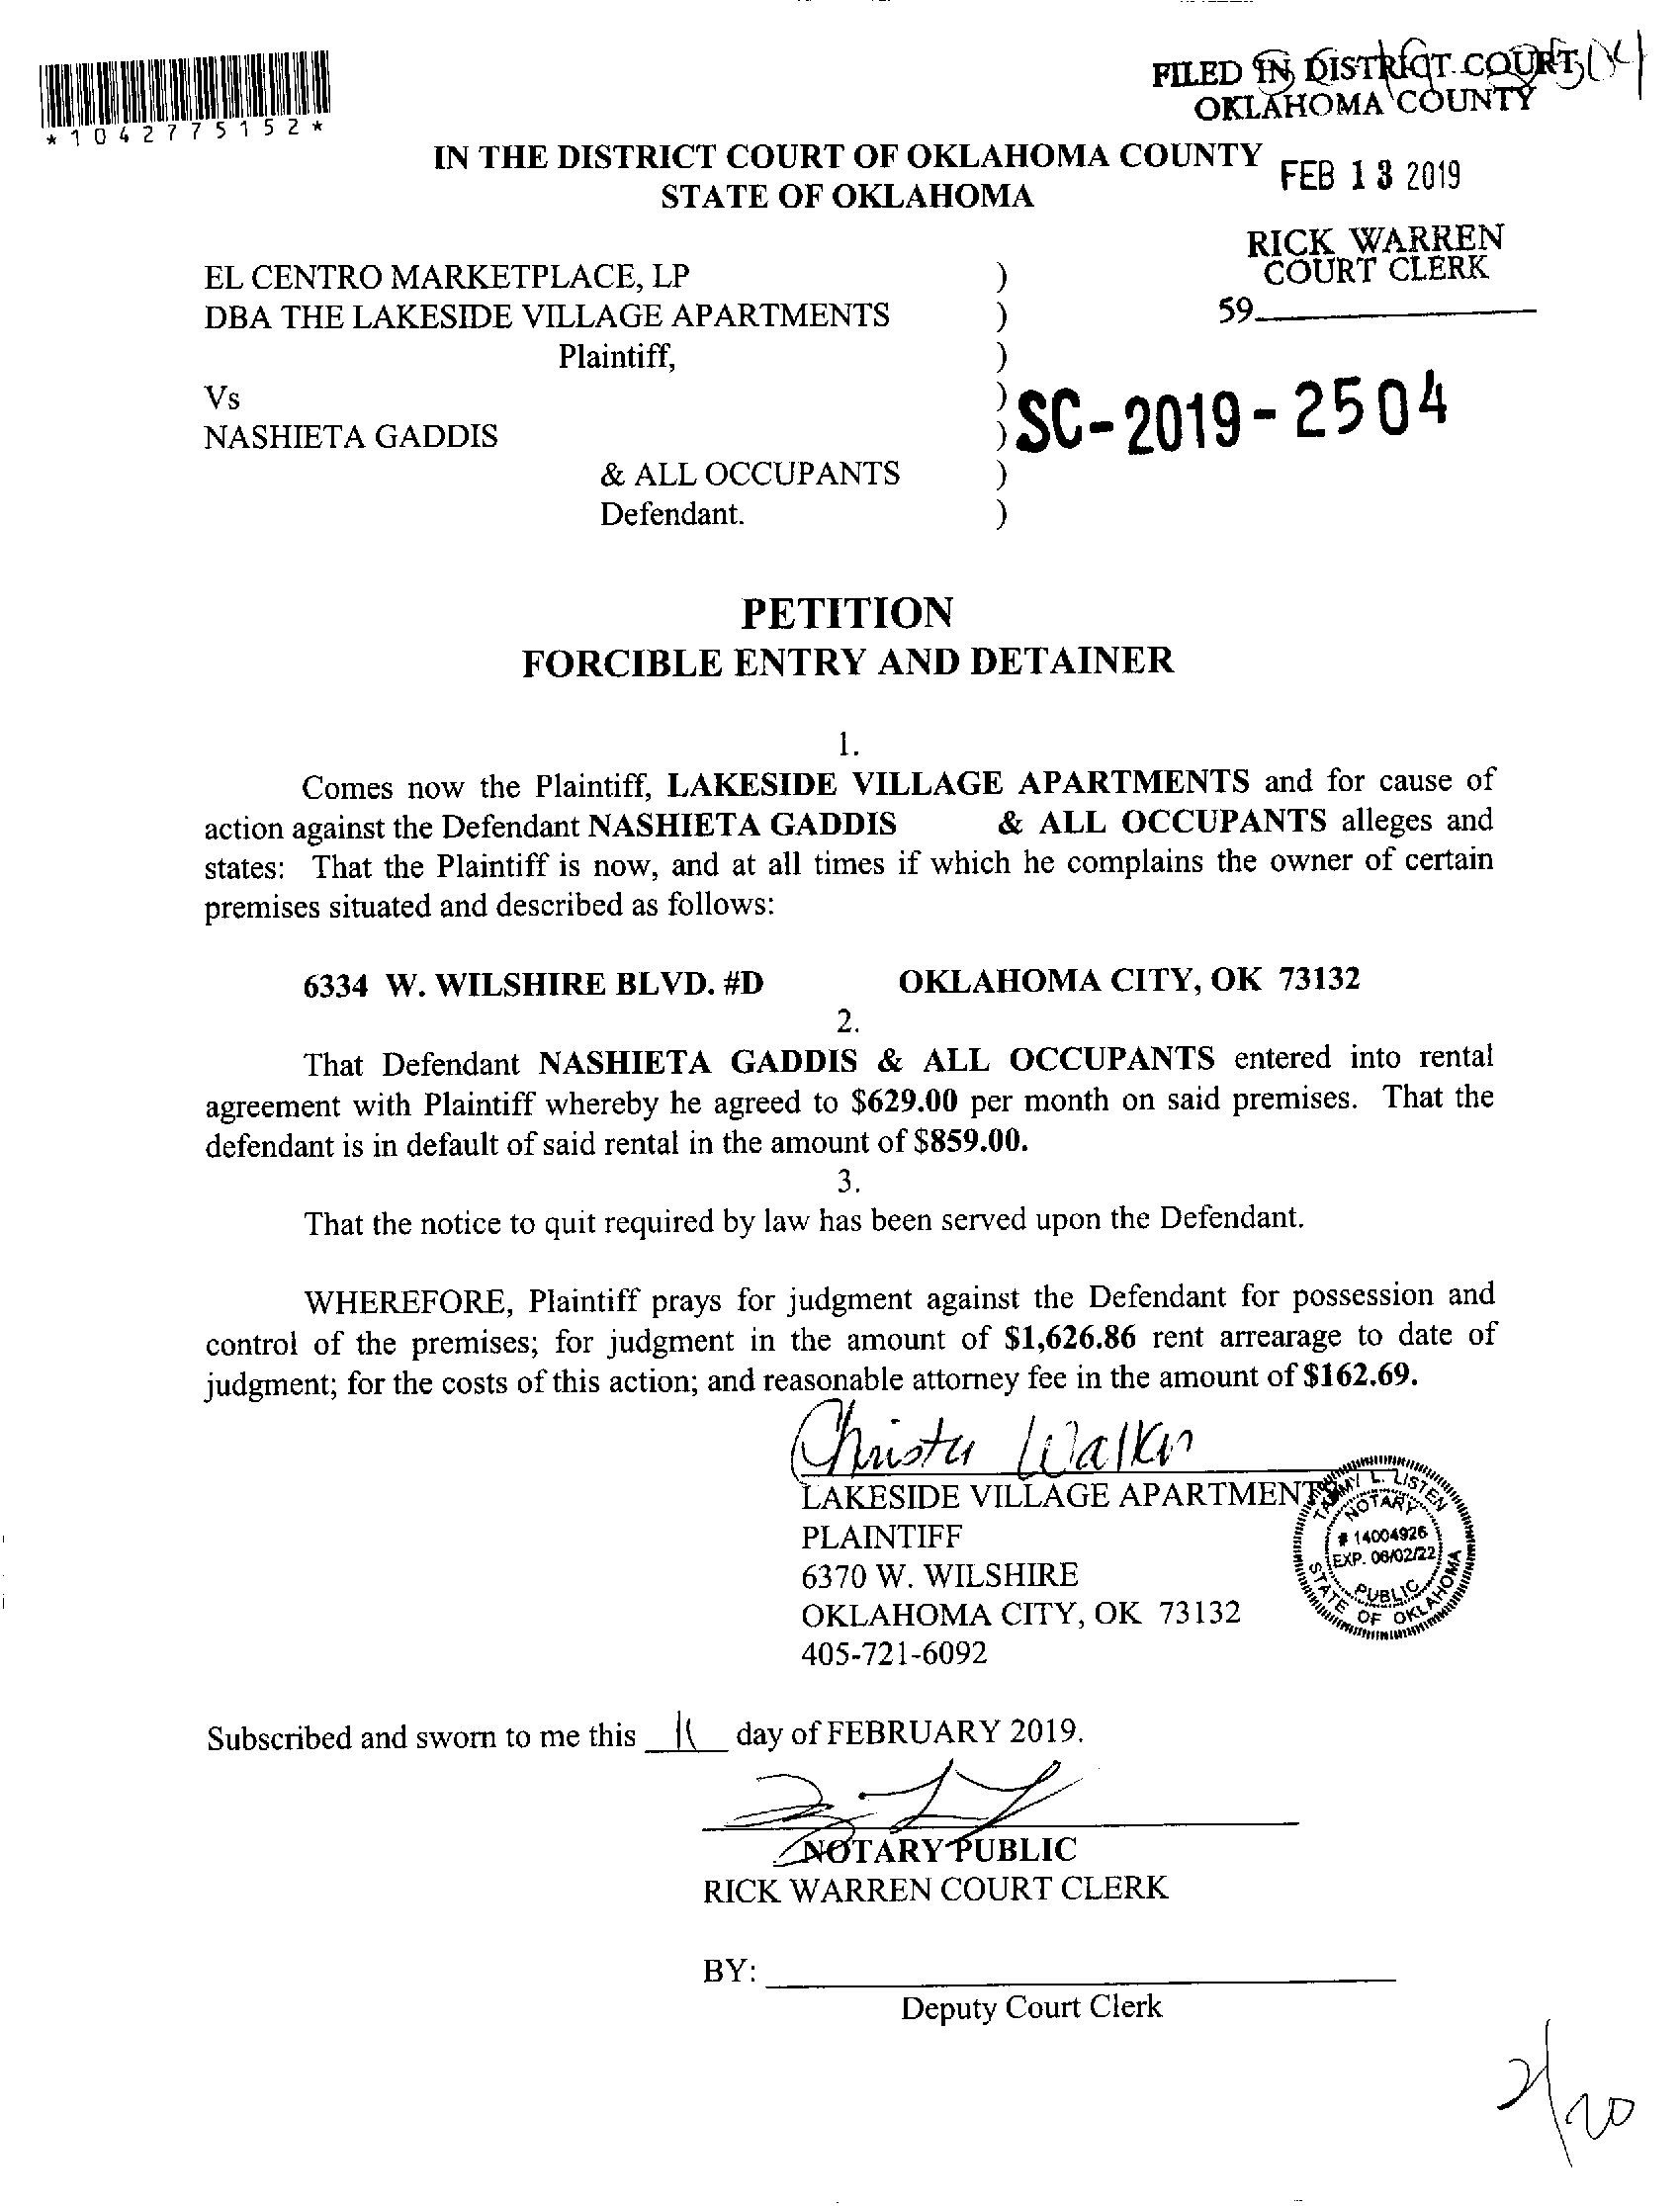 FILED IN DISTRICT COURT
OKLAHOMA COUNTY
*1042775152*
IN THE DISTRICT COURT OF OKLAHOMA COUNTY
STATE OF OKLAHOMA
FEB 13 2019
RICK WARREN
COURT CLERK
59
EL CENTRO MARKETPLACE, LP )
DBA THE LAKESIDE VILLAGE APARTMENTS )
Plaintiff, )
Vs )
NASHIETA GADDIS )
SC-2019-2504
& ALL OCCUPANTS )
Defendant. )
PETITION
FORCIBLE ENTRY AND DETAINER
1.
Comes now the Plaintiff, LAKESIDE VILLAGE APARTMENTS and for cause of
action against the Defendant NASHIETA GADDIS & ALL OCCUPANTS alleges and
states: That the Plaintiff is now, and at all times if which he complains the owner of certain
premises situated and described as follows:
6334 W. WILSHIRE BLVD. #D OKLAHOMA CITY, OK 73132
2.
That Defendant NASHIETA GADDIS & ALL OCCUPANTS entered into rental
agreement with Plaintiff whereby he agreed to $629.00 per month on said premises. That the
defendant is in default of said rental in the amount of $859.00.
3.
That the notice to quit required by law has been served upon the Defendant.
WHEREFORE, Plaintiff prays for judgment against the Defendant for possession and
control of the premises; for judgment in the amount of $1,626.86 rent arrearage to date of
judgment; for the costs of this action; and reasonable attorney fee in the amount of $162.69.
Christu Walker
LAKESIDE VILLAGE APARTMENTS
PLAINTIFF
6370 W. WILSHIRE
OKLAHOMA CITY, OK 73132
405-721-6092
TAMMY L. LISTEN
NOTARY
# 14004926
EXP. 06/02/22
PUBLIC
STATE OF OKLAHOMA
Subscribed and sworn to me this 11 day of FEBRUARY 2019.
NOTARY PUBLIC
RICK WARREN COURT CLERK
BY:
Deputy Court Clerk
2/20